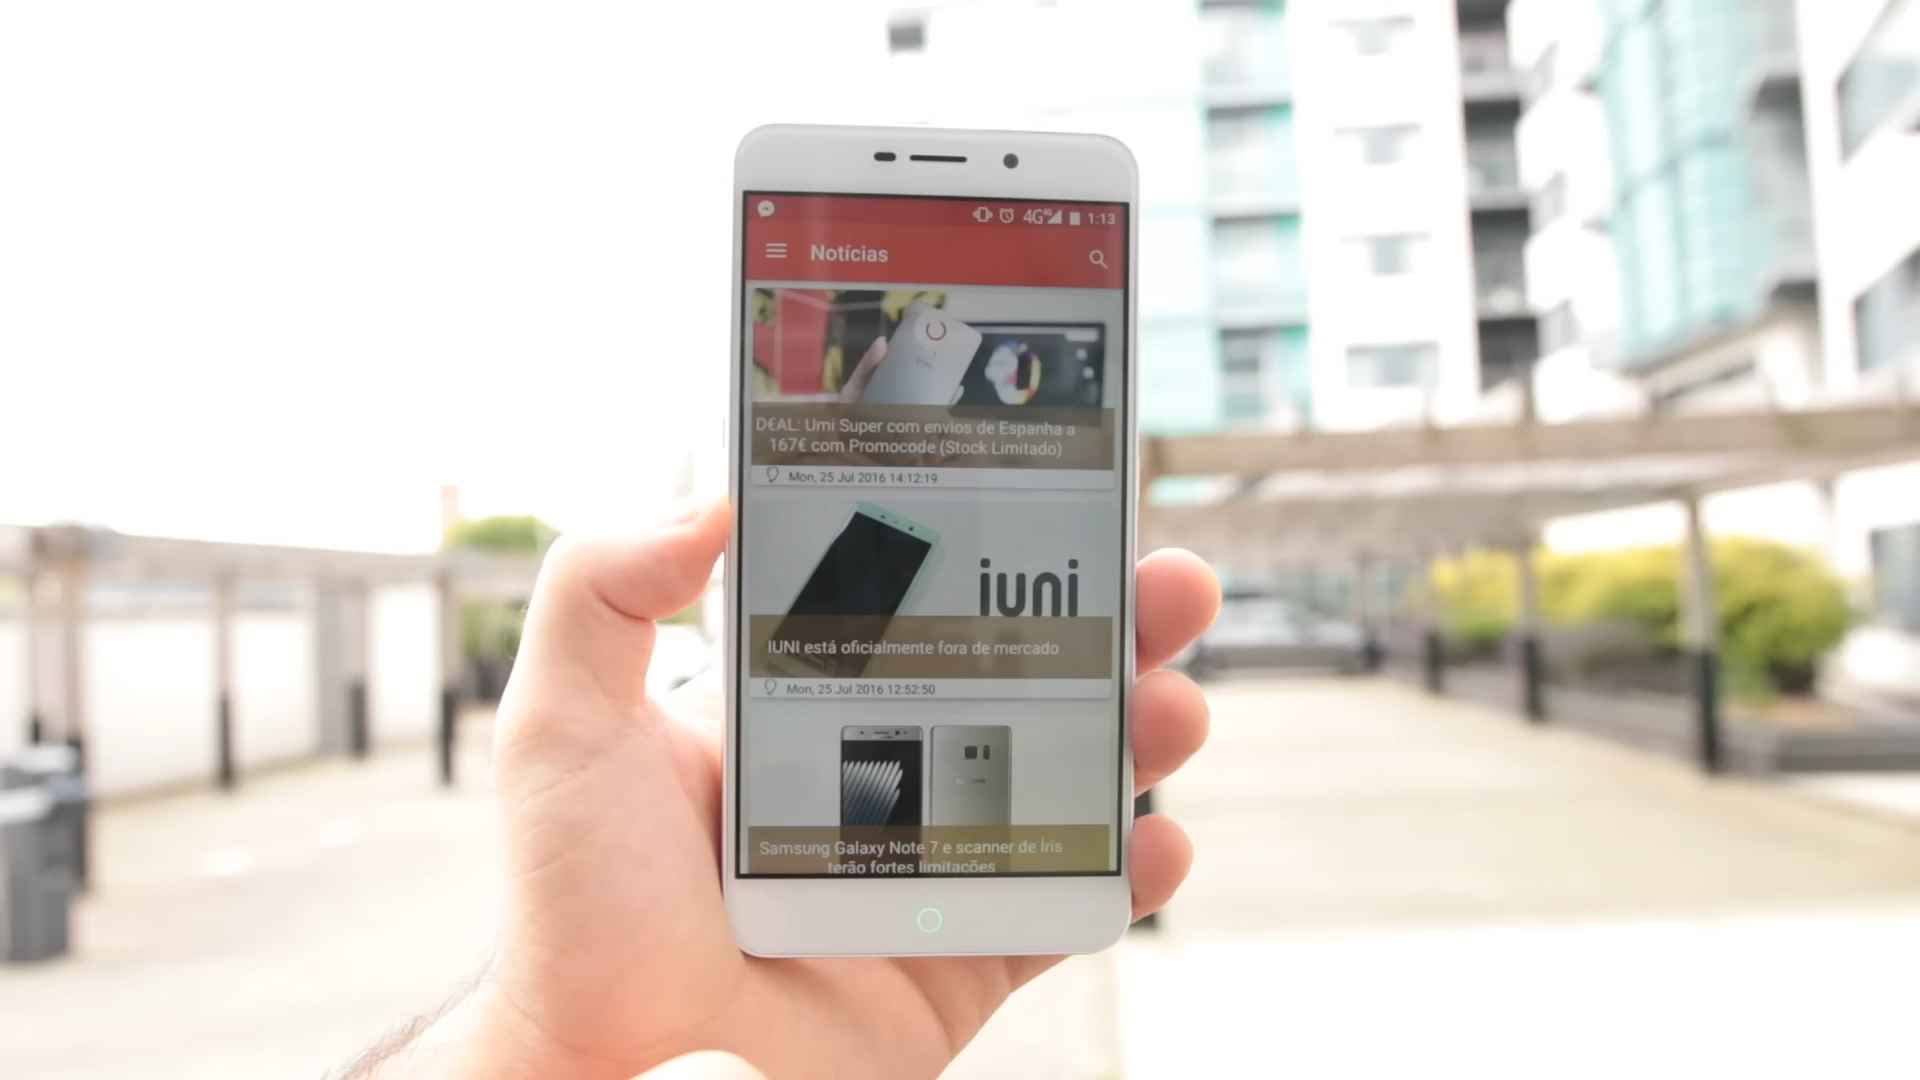 4G 1:13
Notícias
D€AL: Umi Super com envios de Espanha a
167€ com Promocode (Stock Limitado)
Mon, 25 Jul 2016 14:12:19
iuni
IUNI está oficialmente fora de mercado
Mon, 25 Jul 2016 12:52:50
Samsung Galaxy Note 7 e scanner de Íris
terão fortes limitações